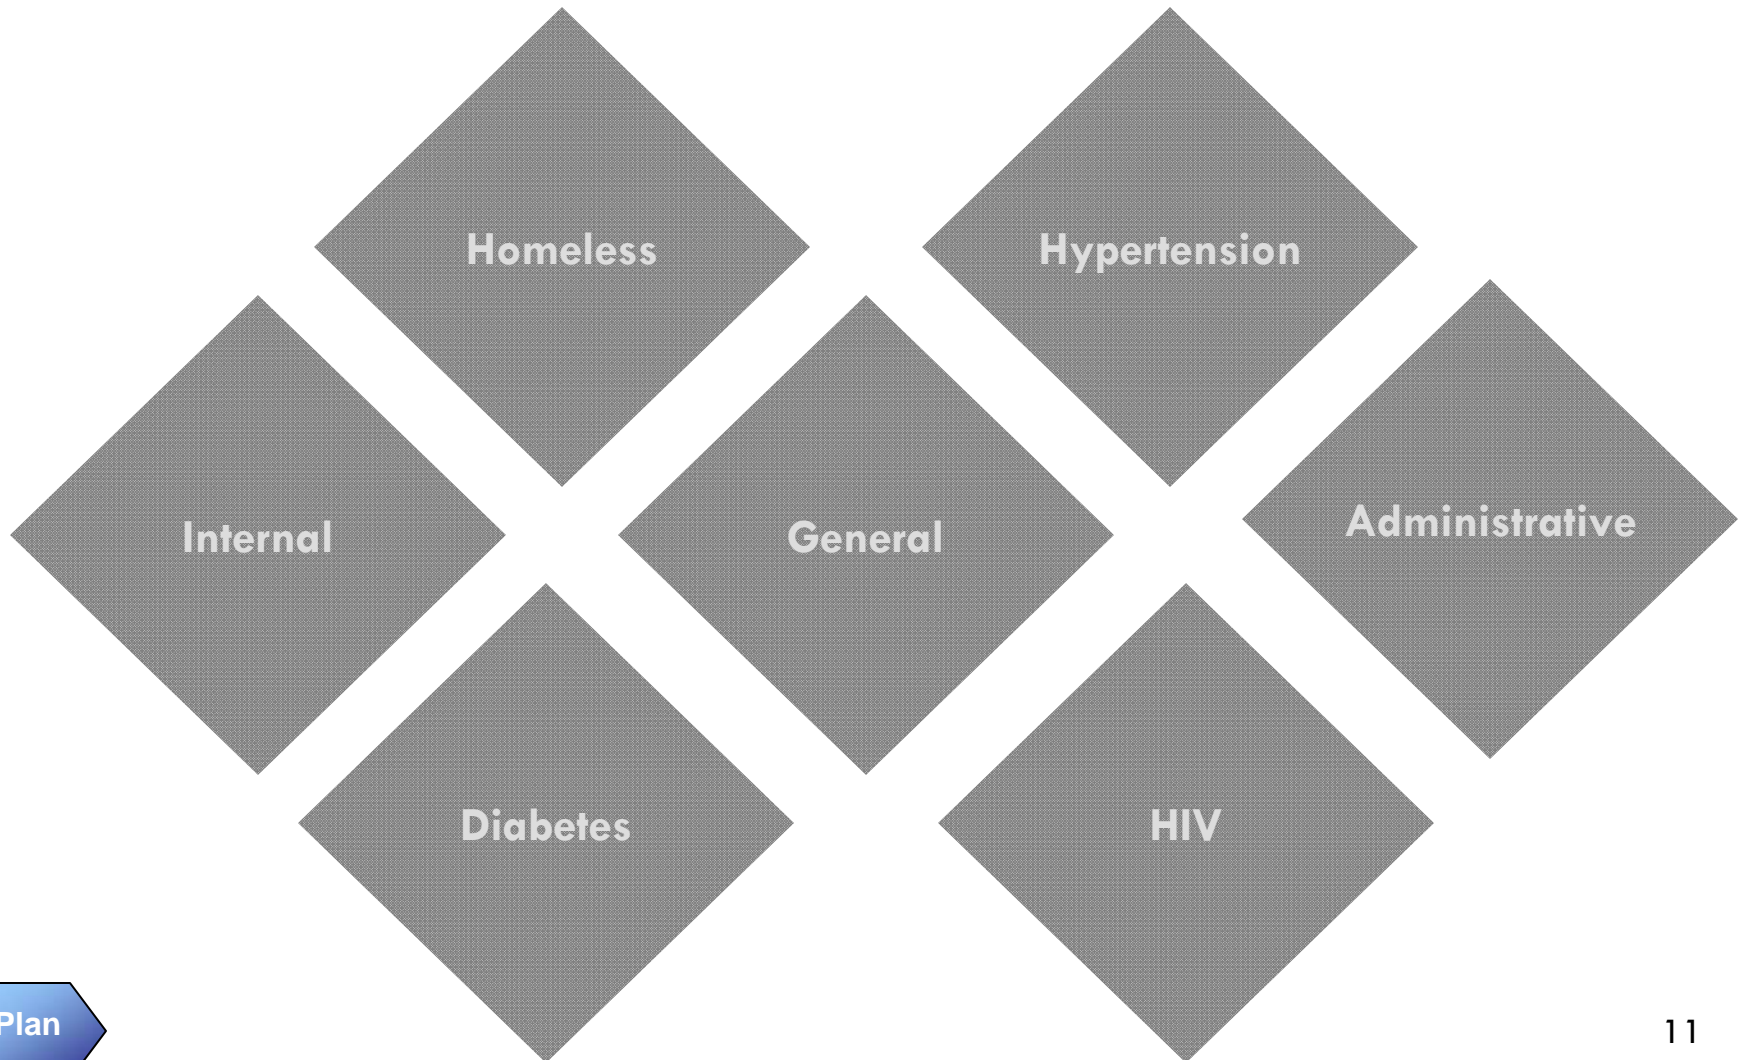 Homeless
Hypertension
Internal
General
Administrative
Diabetes
HIV
Plan
11